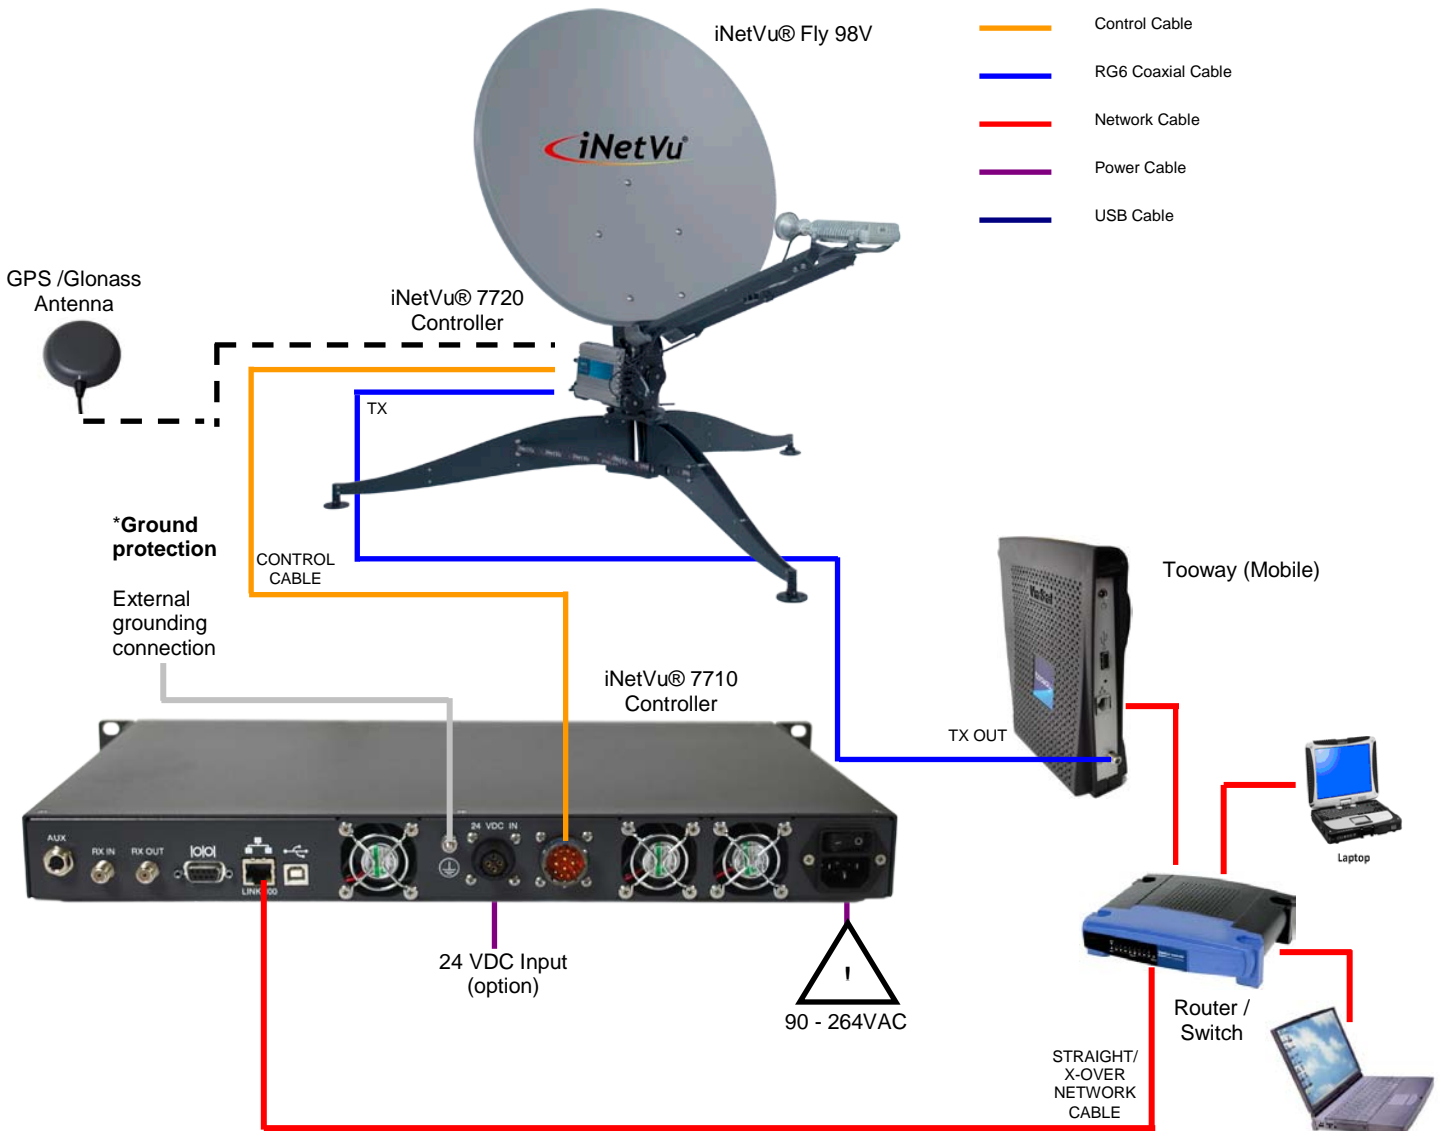 iNetVu® Fly 98V
Control Cable
RG6 Coaxial Cable
Network Cable
Power Cable
USB Cable
iNetVu®
GPS /Glonass
Antenna
iNetVu® 7720
Controller
TX
*Ground
protection
External
grounding
connection
CONTROL
CABLE
iNetVu® 7710
Controller
Tooway (Mobile)
ViaSat
TX OUT
Laptop
AUX
RX IN
RX OUT
|O|O|
24 VDC IN
24 VDC Input
(option)
!
90 - 264VAC
Router /
Switch
STRAIGHT/
X-OVER
NETWORK
CABLE